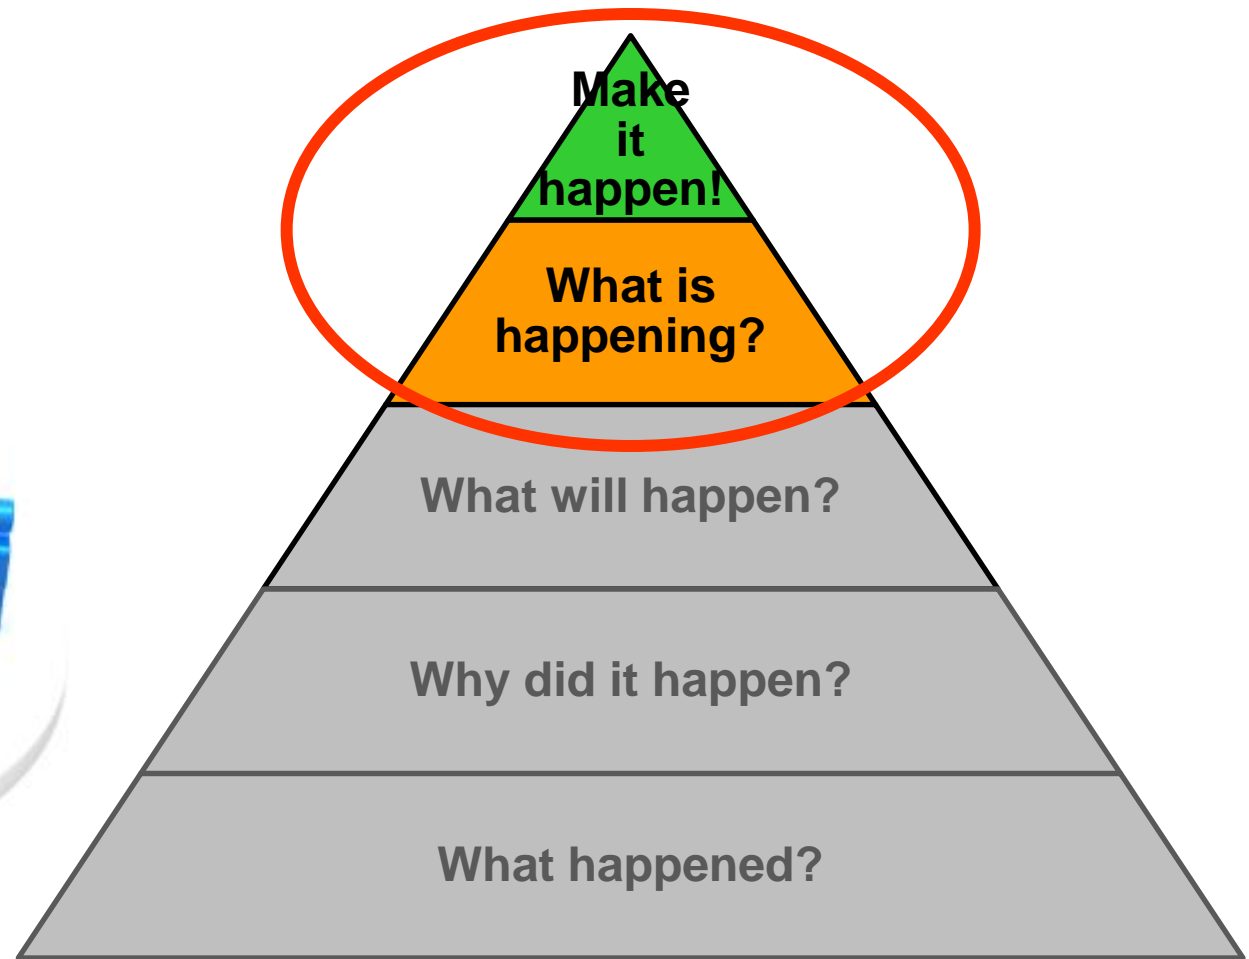 Make
it
happen!
What is
happening?
What will happen?
Why did it happen?
What happened?